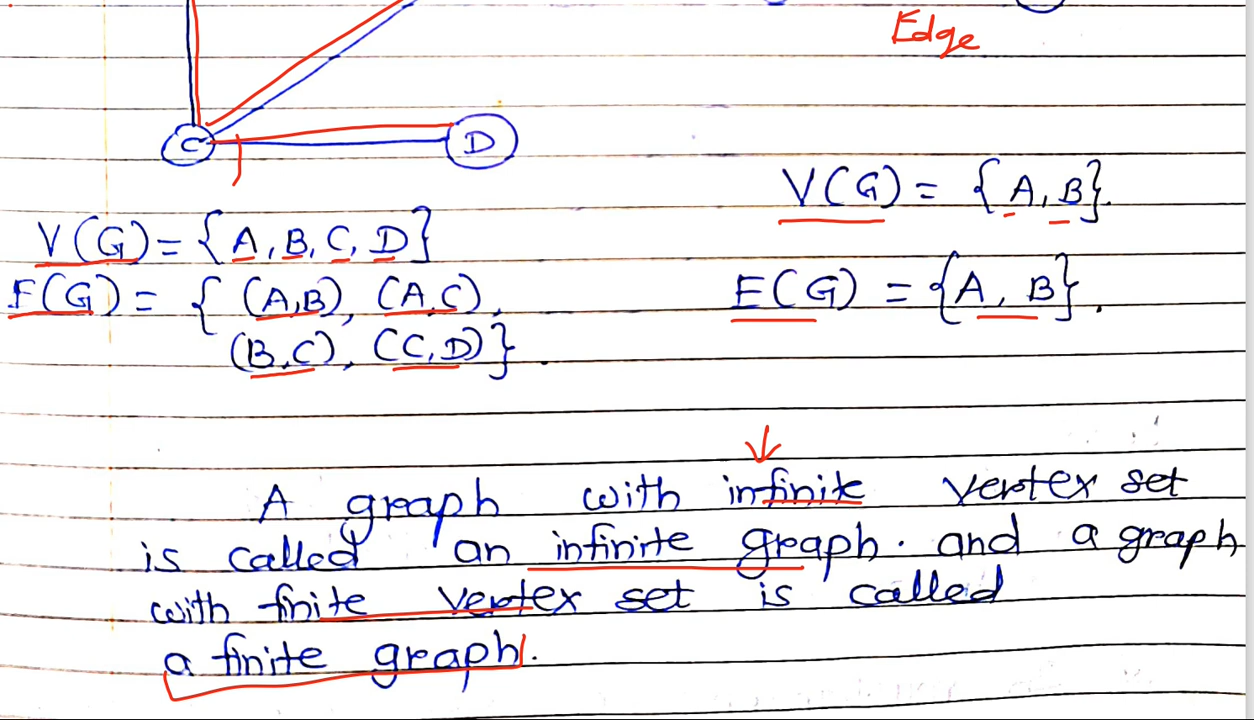 Edge
C
D
V(G) = {A, B}.
V(G) = {A, B, C, D}
E(G) = { (A,B), (A,C),
(B,C), (C,D)}.
E(G) = {A, B}.
A graph with infinite vertex set
is called an infinite graph. and a graph
with finite vertex set is called
a finite graph.